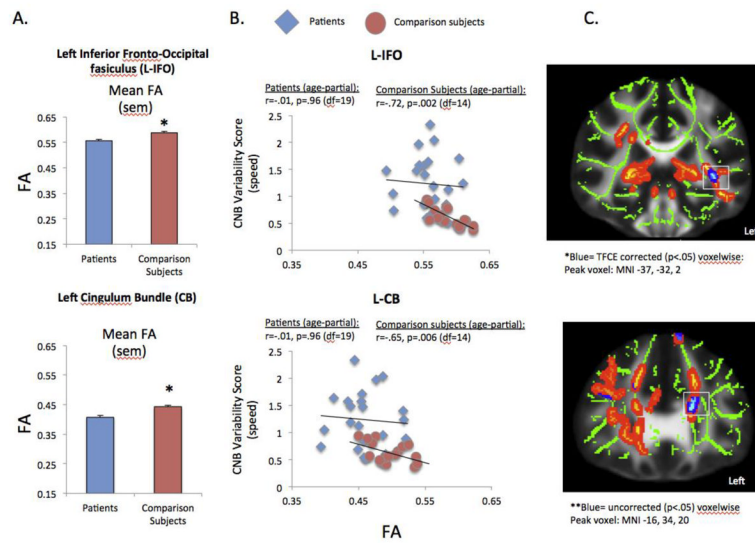 A.
B.
C.
Patients
Comparison subjects
Left Inferior Fronto-Occipital
fasiculus (L-IFO)
Mean FA
(sem)
*
0.65
0.55
0.45
0.35
0.25
0.15
FA
Patients
Comparison
Subjects
L-IFO
Patients (age-partial):
r=-.01, p=.96 (df=19)
Comparison Subjects (age-partial):
r=-.72, p=.002 (df=14)
CNB Variability Score
(speed)
2.5
2
1.5
1
0.5
0
0.35
0.45
0.55
0.65
Left
*Blue= TFCE corrected (p<.05) voxelwise:
Peak voxel: MNI -37, -32, 2
Left Cingulum Bundle (CB)
Mean FA
(sem)
*
0.65
0.55
0.45
0.35
0.25
0.15
FA
Patients
Comparison
Subjects
L-CB
Patients (age-partial):
r=-.01, p=.96 (df=19)
Comparison subjects (age-partial):
r=-.65, p=.006 (df=14)
CNB Variability Score
(speed)
2.5
2
1.5
1
0.5
0
0.35
0.45
0.55
0.65
FA
Left
**Blue= uncorrected (p<.05) voxelwise
Peak voxel: MNI -16, 34, 20